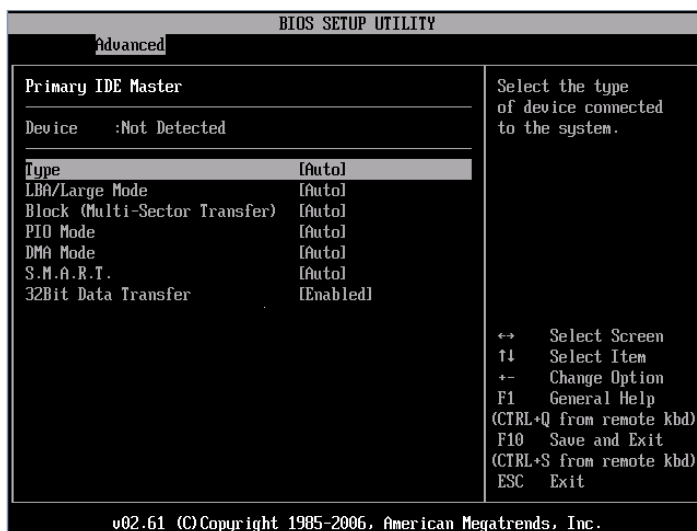 BIOS SETUP UTILITY
Advanced
Primary IDE Master
Device :Not Detected
Type [Auto]
LBA/Large Mode [Auto]
Block (Multi-Sector Transfer) [Auto]
PIO Mode [Auto]
DMA Mode [Auto]
S.M.A.R.T. [Auto]
32Bit Data Transfer [Enabled]
Select the type
of device connected
to the system.
↔ Select Screen
↑↓ Select Item
+- Change Option
F1 General Help
(CTRL+Q from remote kbd)
F10 Save and Exit
(CTRL+S from remote kbd)
ESC Exit
v02.61 (C)Copyright 1985-2006, American Megatrends, Inc.